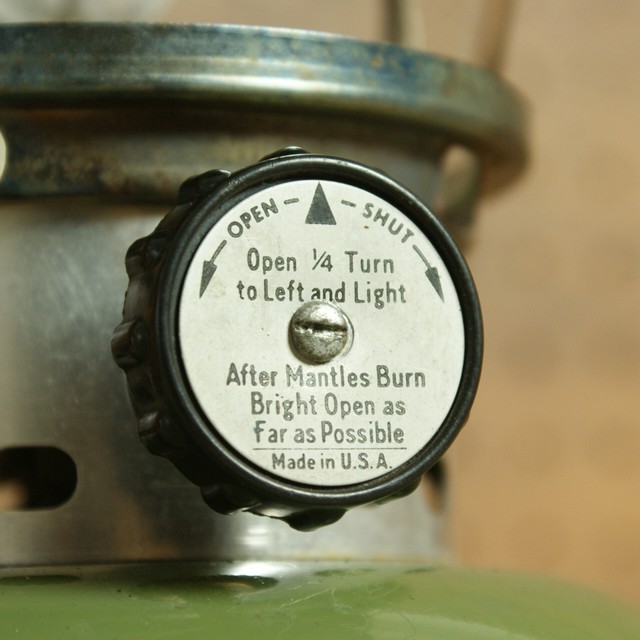 OPEN - - SHUT
Open 1/4 Turn
to Left and Light
After Mantles Burn
Bright Open as
Far as Possible
Made in U.S.A.